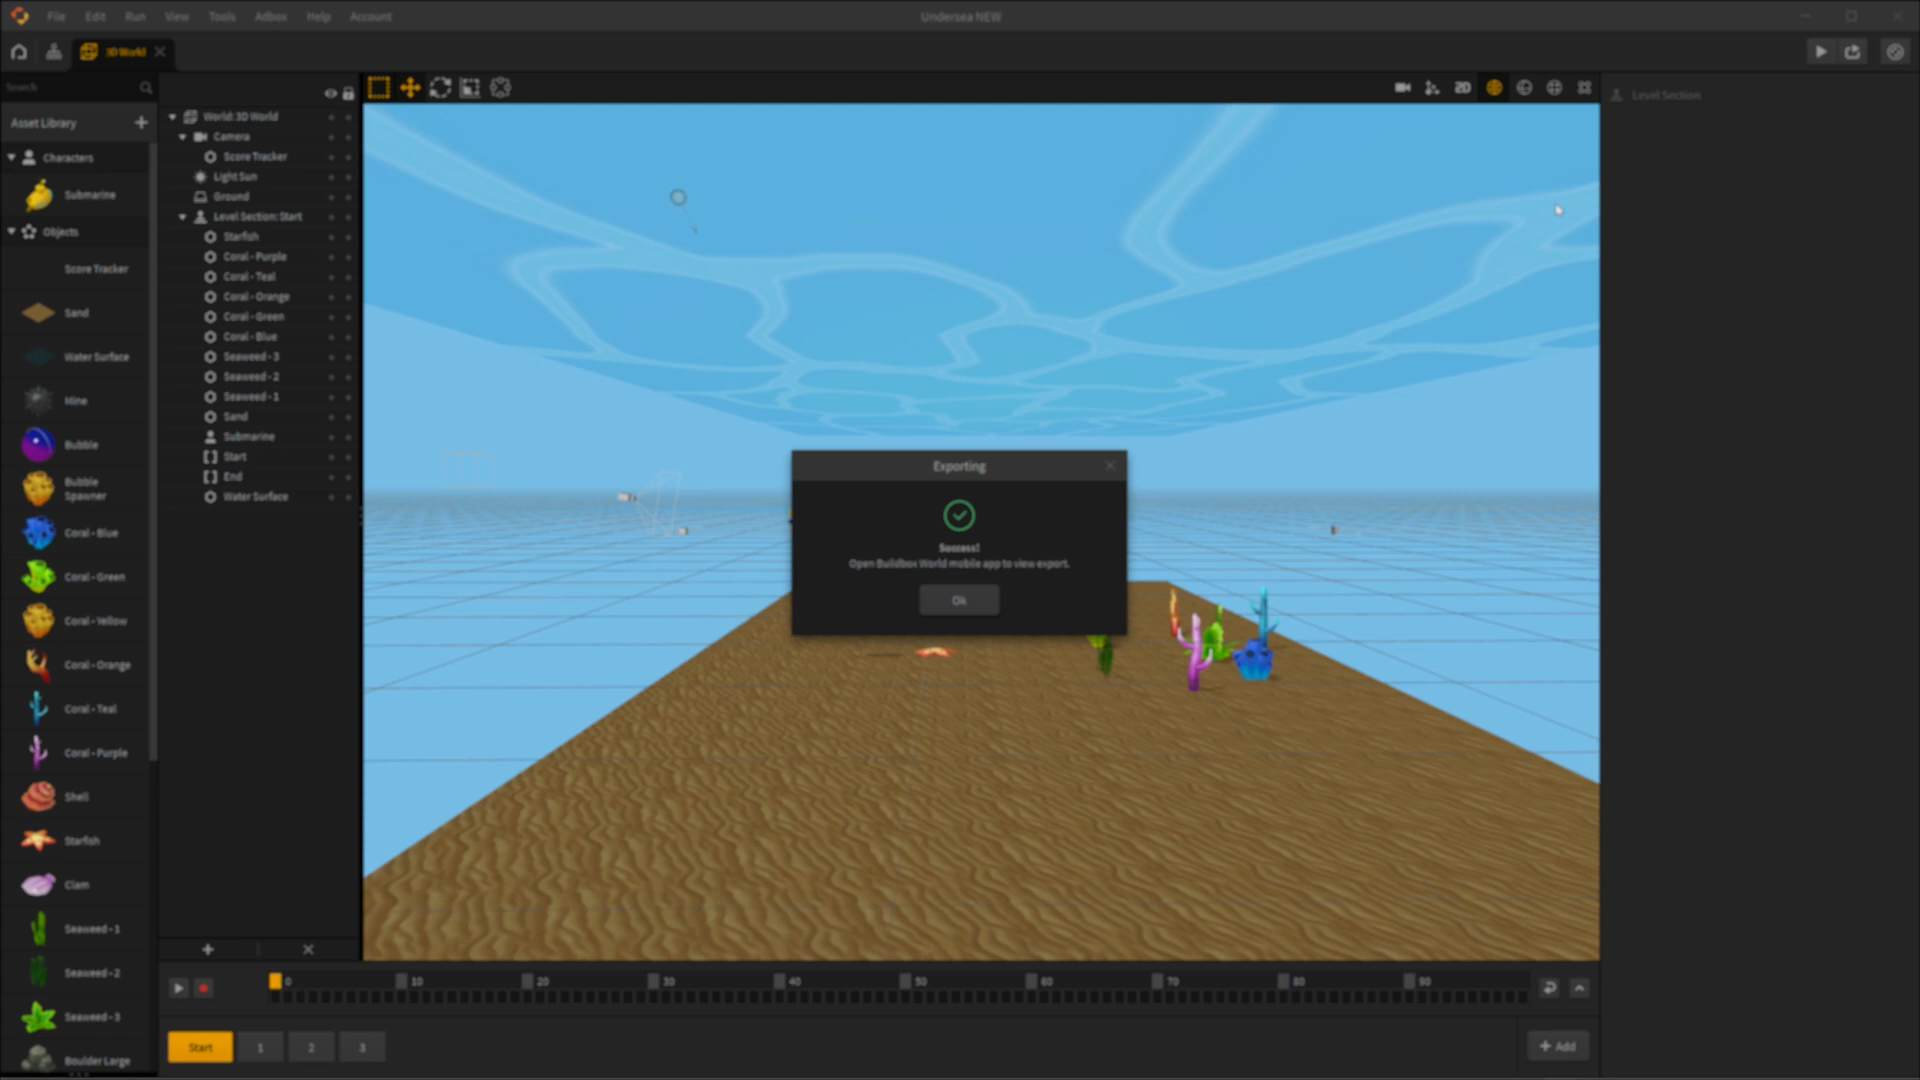 File Edit Run View Tools Adbox Help Account
Undersea NEW
3D World
Search
Asset Library
Characters
Submarine
Objects
Score Tracker
Sand
Water Surface
Mine
Bubble
Bubble
Spawner
Coral - Blue
Coral - Green
Coral - Yellow
Coral - Orange
Coral - Teal
Coral - Purple
Shell
Starfish
Clam
Seaweed - 1
Seaweed - 2
Seaweed - 3
Boulder Large
World: 3D World
Camera
Score Tracker
Light Sun
Ground
Level Section: Start
Starfish
Coral - Purple
Coral - Teal
Coral - Orange
Coral - Green
Coral - Blue
Seaweed - 3
Seaweed - 2
Seaweed - 1
Sand
Submarine
Start
End
Water Surface
2D
Exporting
Success!
Open Buildbox World mobile app to view export.
Ok
Level Section
0 10 20 30 40 50 60 70 80 90
Start 1 2 3
Add